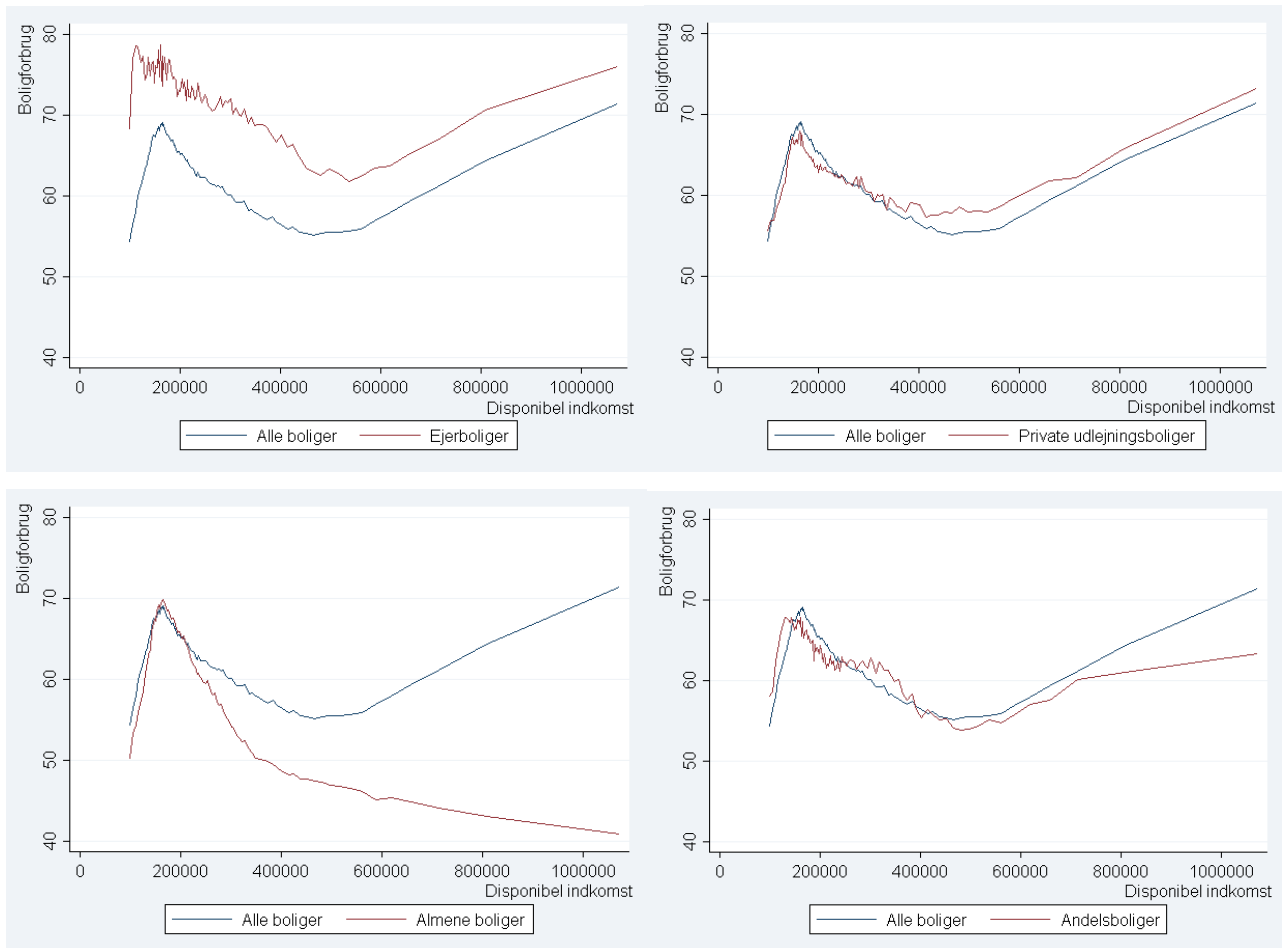 Boligforbrug
80
70
60
50
40
0 200000 400000 600000 800000 1000000
Disponibel indkomst
Alle boliger Ejerboliger
Boligforbrug
80
70
60
50
40
0 200000 400000 600000 800000 1000000
Disponibel indkomst
Alle boliger Private udlejningsboliger
Boligforbrug
80
70
60
50
40
0 200000 400000 600000 800000 1000000
Disponibel indkomst
Alle boliger Almene boliger
Boligforbrug
80
70
60
50
40
0 200000 400000 600000 800000 1000000
Disponibel indkomst
Alle boliger Andelsboliger